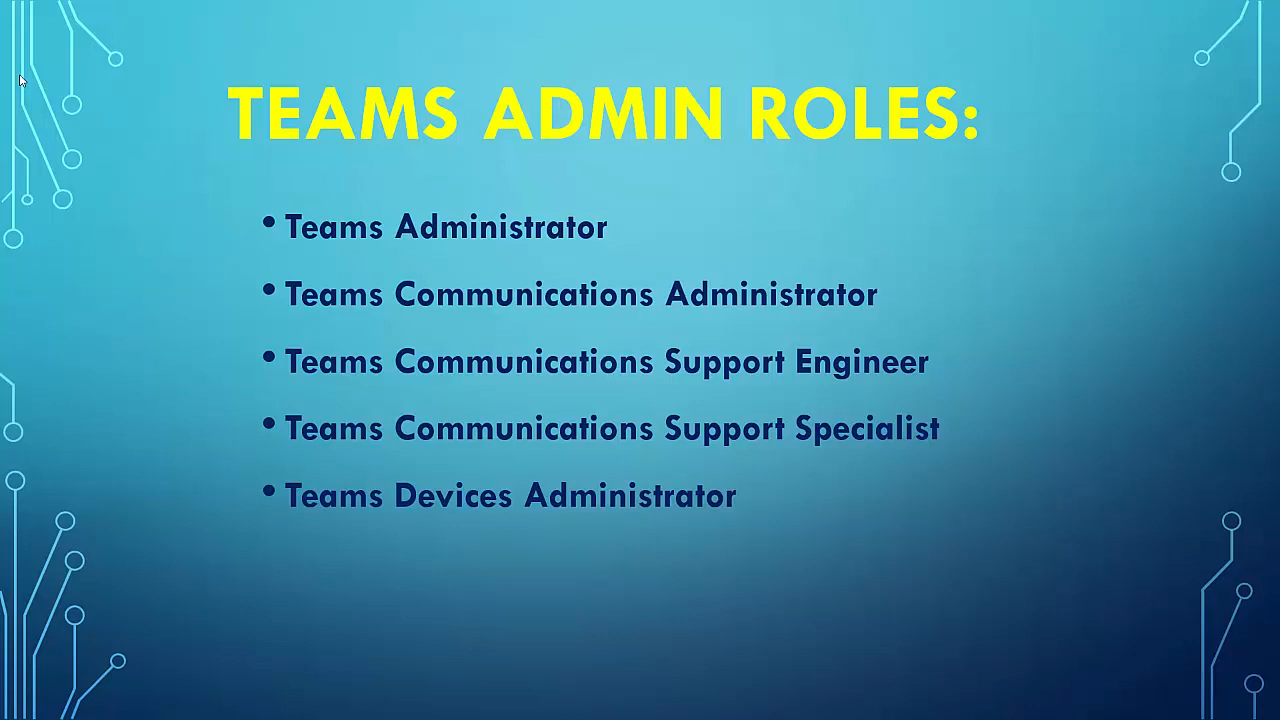 TEAMS ADMIN ROLES:
• Teams Administrator
• Teams Communications Administrator
• Teams Communications Support Engineer
• Teams Communications Support Specialist
• Teams Devices Administrator